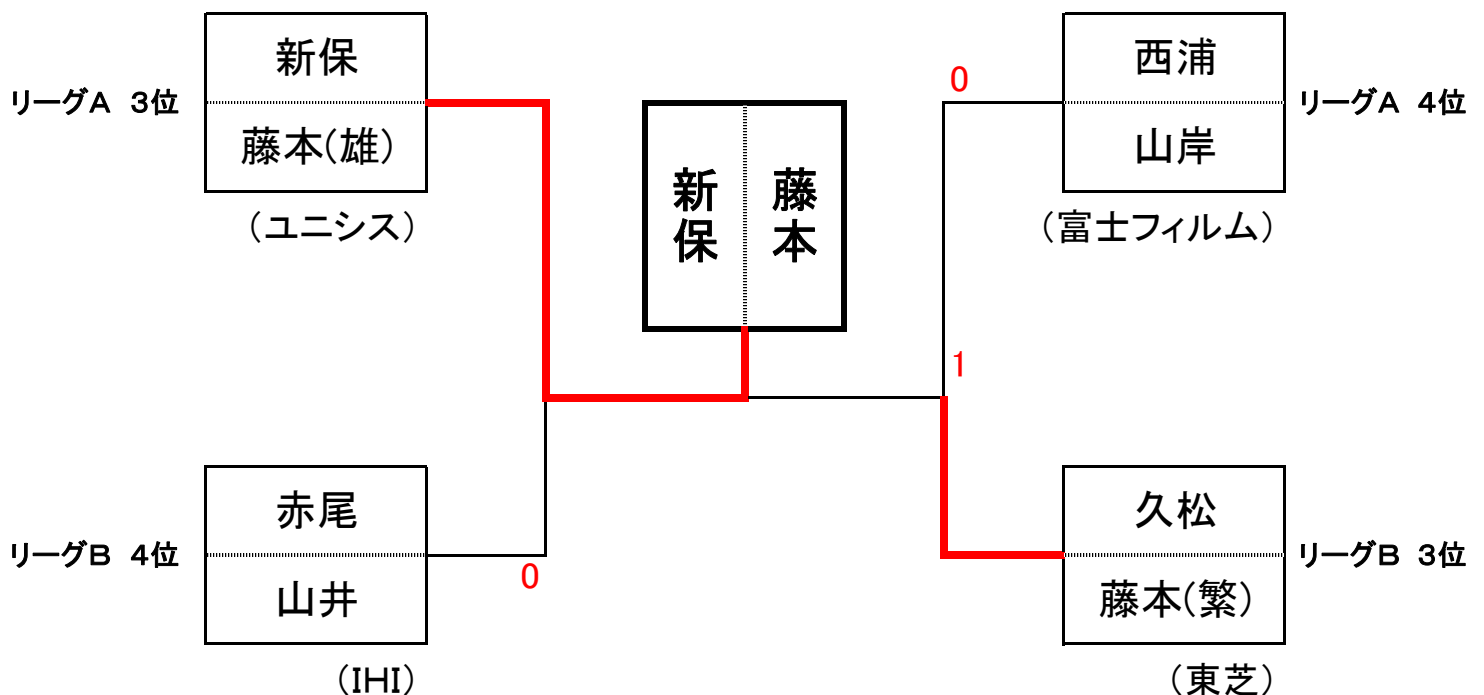 新保
リーグA 3位
藤本(雄)
(ユニシス)
新保
藤本
0
西浦
リーグA 4位
山岸
(富士フィルム)
1
赤尾
リーグB 4位
山井
0
(IHI)
久松
リーグB 3位
藤本(繁)
(東芝)